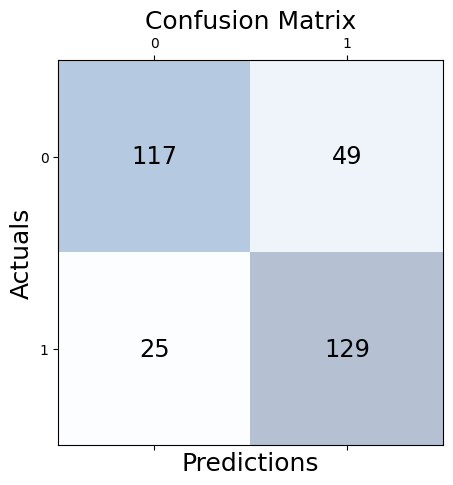 Confusion Matrix
0 1
0 117 49
Actuals
1 25 129
Predictions